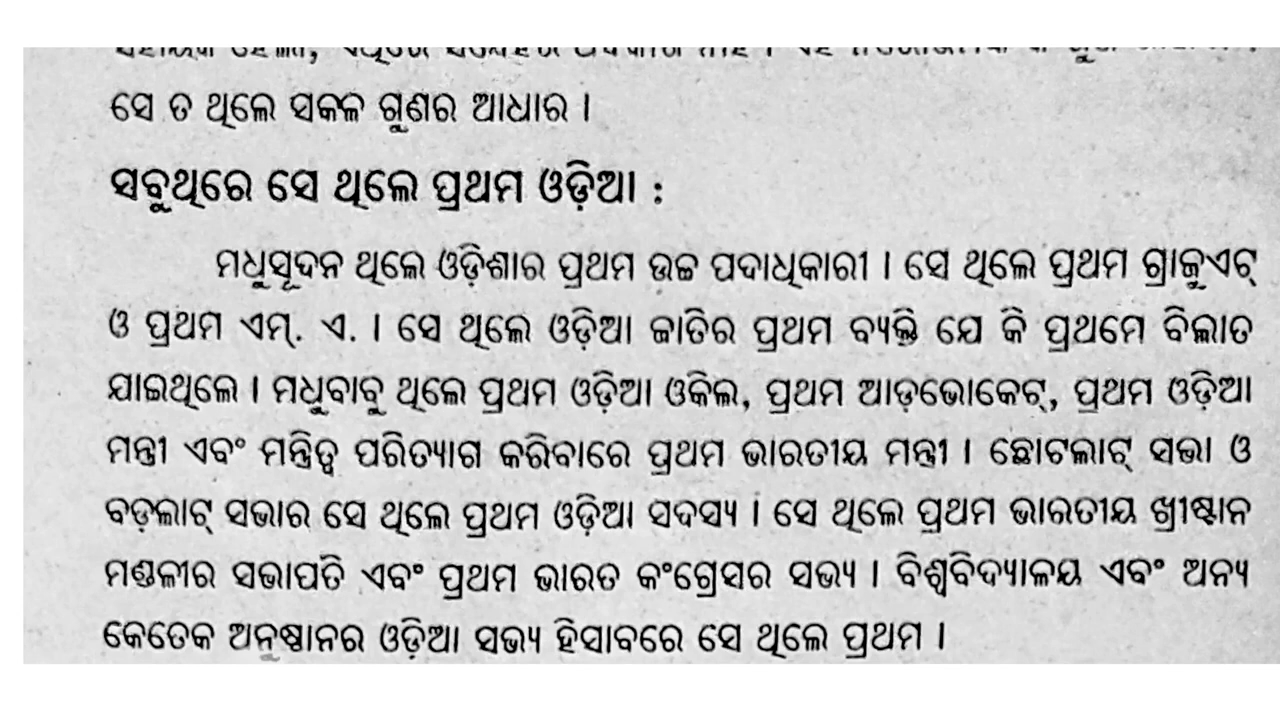 ସେ ତ ଥିଲେ ସକଳ ଗୁଣର ଆଧାର ।
ସବୁଥିରେ ସେ ଥିଲେ ପ୍ରଥମ ଓଡ଼ିଆ :
ମଧୁସୂଦନ ଥିଲେ ଓଡ଼ିଶାର ପ୍ରଥମ ଉଚ୍ଚ ପଦାଧିକାରୀ । ସେ ଥିଲେ ପ୍ରଥମ ଗ୍ରାଜୁଏଟ୍
ଓ ପ୍ରଥମ ଏମ୍. ଏ. । ସେ ଥିଲେ ଓଡ଼ିଆ ଜାତିର ପ୍ରଥମ ବ୍ୟକ୍ତି ଯେ କି ପ୍ରଥମେ ବିଲାତ
ଯାଇଥିଲେ । ମଧୁବାବୁ ଥିଲେ ପ୍ରଥମ ଓଡ଼ିଆ ଓକିଲ, ପ୍ରଥମ ଆଡ଼ଭୋକେଟ୍, ପ୍ରଥମ ଓଡ଼ିଆ
ମନ୍ତ୍ରୀ ଏବଂ ମନ୍ତ୍ରିତ୍ୱ ପରିତ୍ୟାଗ କରିବାରେ ପ୍ରଥମ ଭାରତୀୟ ମନ୍ତ୍ରୀ । ଛୋଟଲାଟ୍ ସଭା ଓ
ବଡ଼ଲାଟ୍ ସଭାର ସେ ଥିଲେ ପ୍ରଥମ ଓଡ଼ିଆ ସଦସ୍ୟ । ସେ ଥିଲେ ପ୍ରଥମ ଭାରତୀୟ ଖ୍ରୀଷ୍ଟାନ
ମଣ୍ଡଳୀର ସଭାପତି ଏବଂ ପ୍ରଥମ ଭାରତ କଂଗ୍ରେସର ସଭ୍ୟ । ବିଶ୍ୱବିଦ୍ୟାଳୟ ଏବଂ ଅନ୍ୟ
କେତେକ ଅନୁଷ୍ଠାନର ଓଡ଼ିଆ ସଭ୍ୟ ହିସାବରେ ସେ ଥିଲେ ପ୍ରଥମ ।